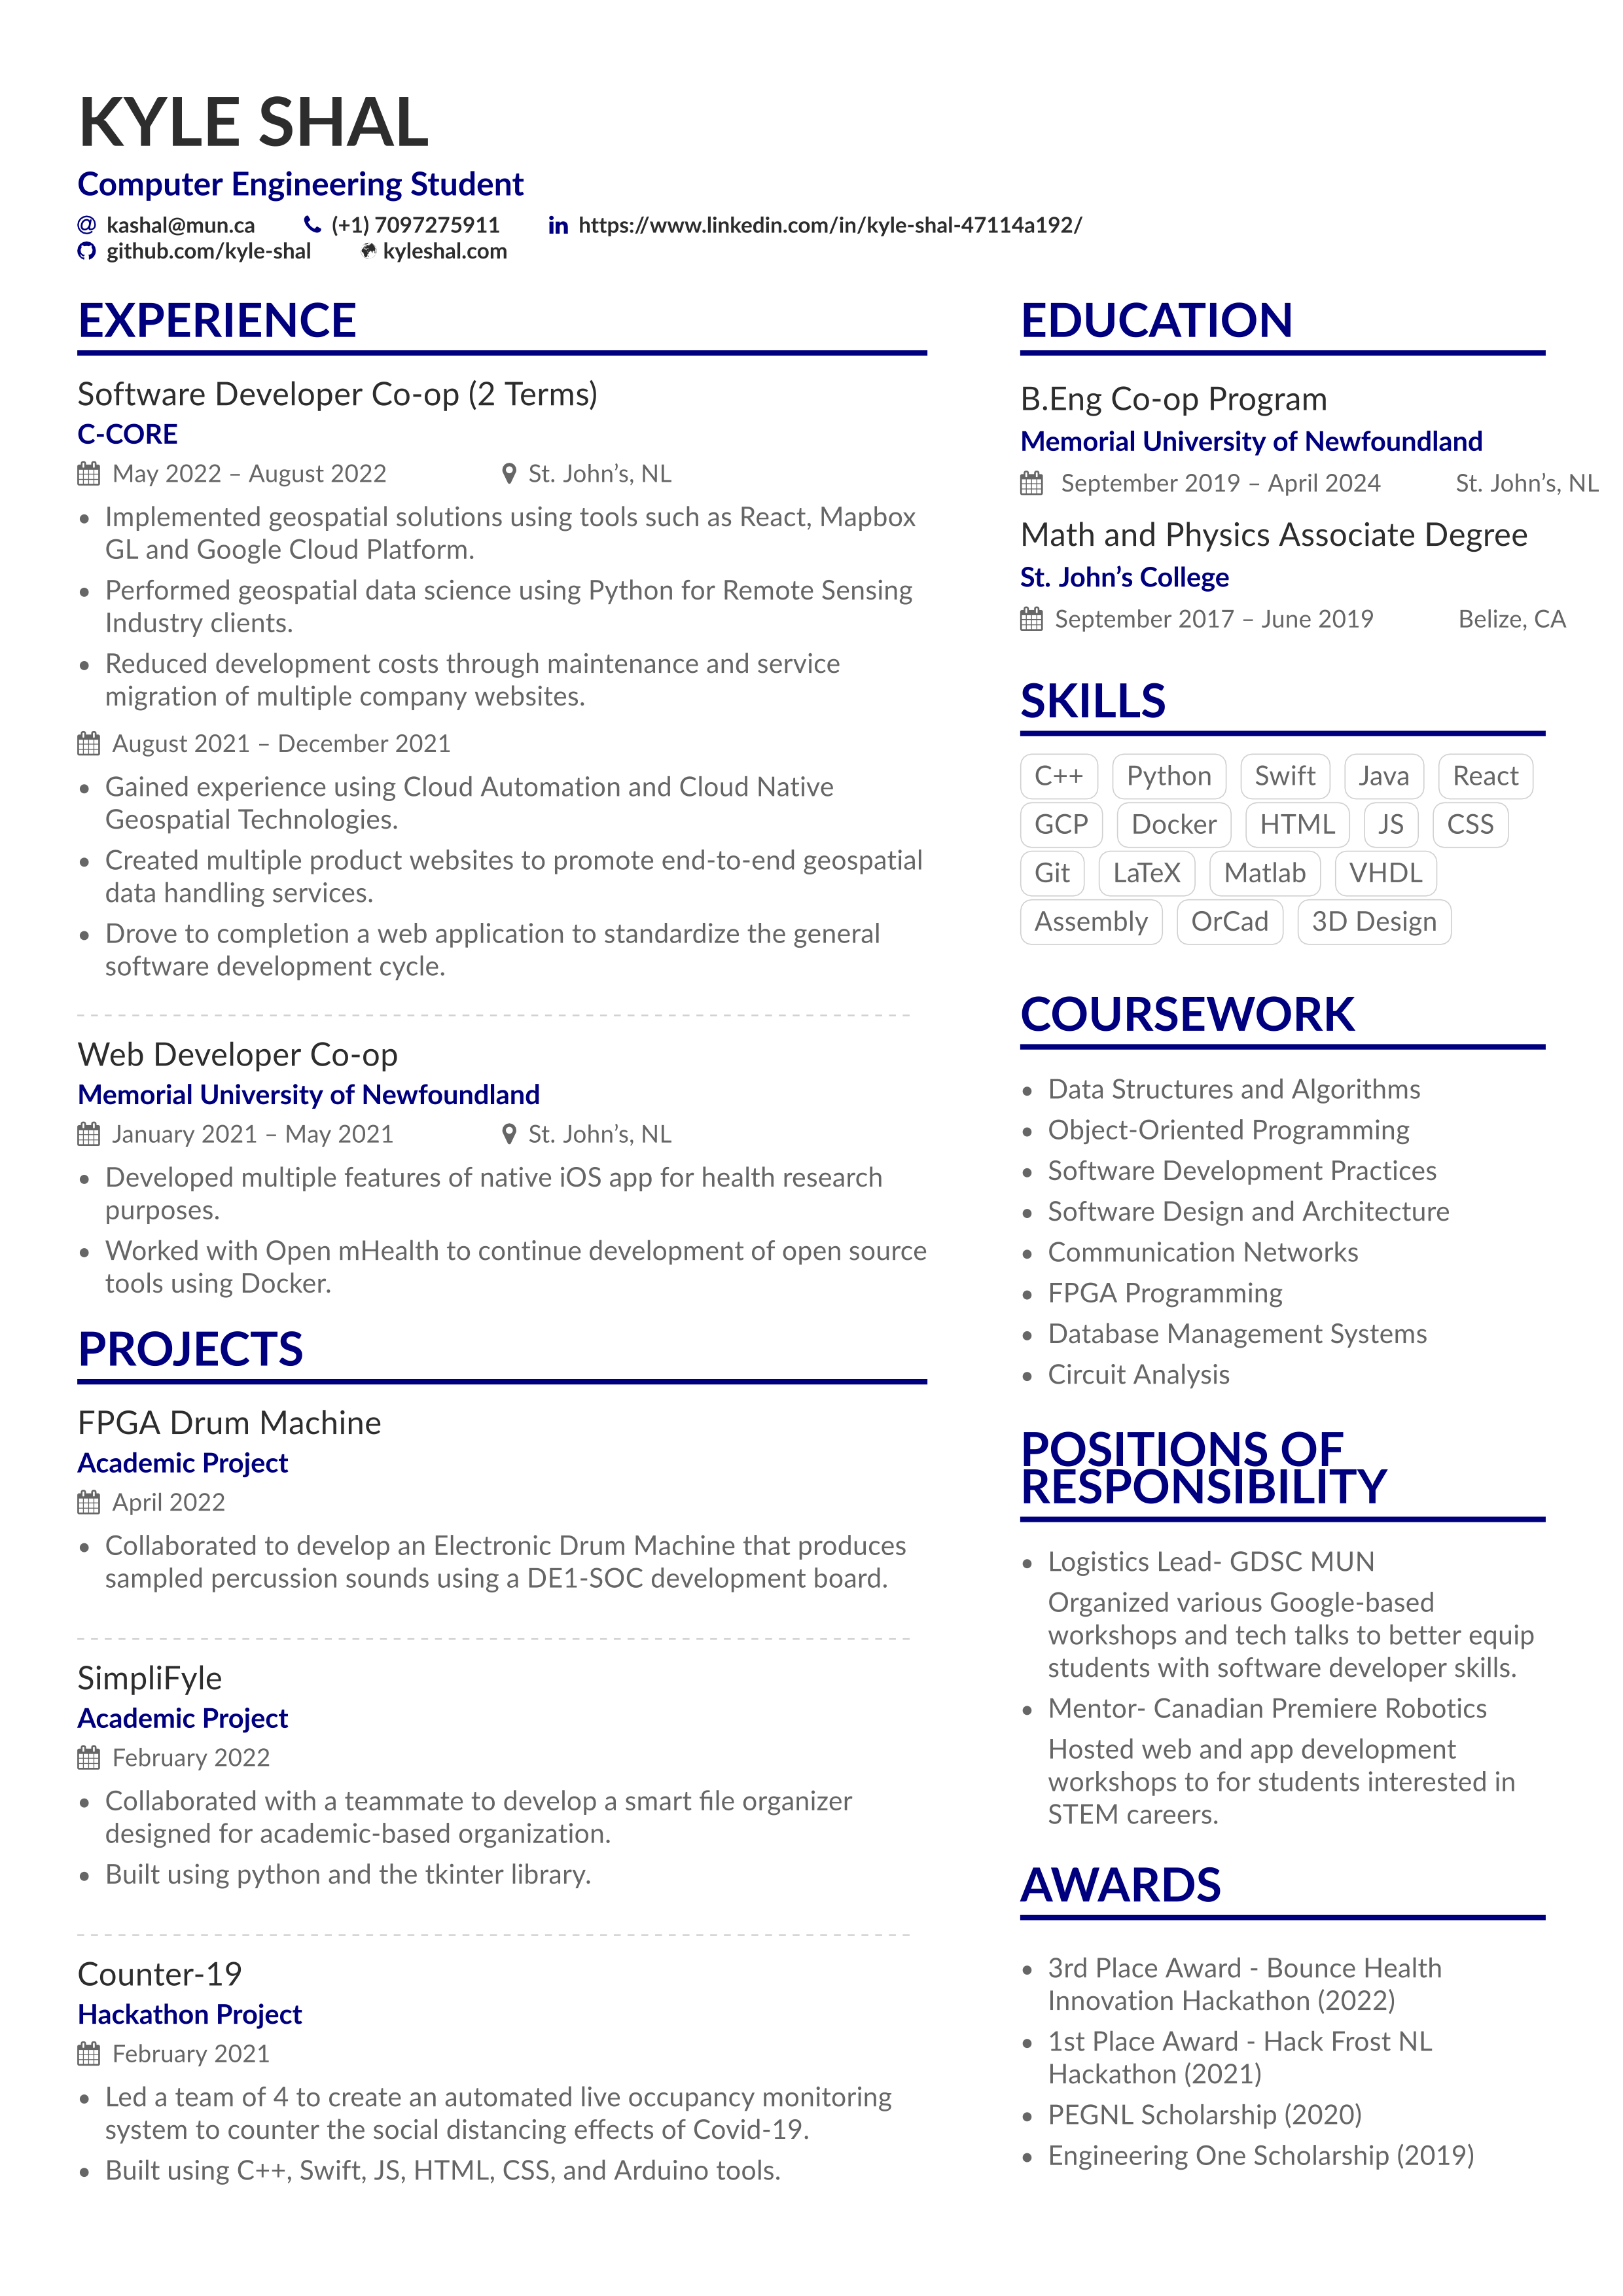 KYLE SHAL
Computer Engineering Student
kashal@mun.ca (+1) 7097275911 https://www.linkedin.com/in/kyle-shal-47114a192/
github.com/kyle-shal kyleshal.com
EXPERIENCE
Software Developer Co-op (2 Terms)
C-CORE
May 2022 – August 2022 St. John’s, NL
• Implemented geospatial solutions using tools such as React, Mapbox
GL and Google Cloud Platform.
• Performed geospatial data science using Python for Remote Sensing
Industry clients.
• Reduced development costs through maintenance and service
migration of multiple company websites.
August 2021 – December 2021
• Gained experience using Cloud Automation and Cloud Native
Geospatial Technologies.
• Created multiple product websites to promote end-to-end geospatial
data handling services.
• Drove to completion a web application to standardize the general
software development cycle.
Web Developer Co-op
Memorial University of Newfoundland
January 2021 – May 2021 St. John’s, NL
• Developed multiple features of native iOS app for health research
purposes.
• Worked with Open mHealth to continue development of open source
tools using Docker.
PROJECTS
FPGA Drum Machine
Academic Project
April 2022
• Collaborated to develop an Electronic Drum Machine that produces
sampled percussion sounds using a DE1-SOC development board.
SimpliFyle
Academic Project
February 2022
• Collaborated with a teammate to develop a smart file organizer
designed for academic-based organization.
• Built using python and the tkinter library.
Counter-19
Hackathon Project
February 2021
• Led a team of 4 to create an automated live occupancy monitoring
system to counter the social distancing effects of Covid-19.
• Built using C++, Swift, JS, HTML, CSS, and Arduino tools.
EDUCATION
B.Eng Co-op Program
Memorial University of Newfoundland
September 2019 – April 2024 St. John’s, NL
Math and Physics Associate Degree
St. John’s College
September 2017 – June 2019 Belize, CA
SKILLS
C++ Python Swift Java React
GCP Docker HTML JS CSS
Git LaTeX Matlab VHDL
Assembly OrCad 3D Design
COURSEWORK
• Data Structures and Algorithms
• Object-Oriented Programming
• Software Development Practices
• Software Design and Architecture
• Communication Networks
• FPGA Programming
• Database Management Systems
• Circuit Analysis
POSITIONS OF
RESPONSIBILITY
• Logistics Lead- GDSC MUN
Organized various Google-based
workshops and tech talks to better equip
students with software developer skills.
• Mentor- Canadian Premiere Robotics
Hosted web and app development
workshops to for students interested in
STEM careers.
AWARDS
• 3rd Place Award - Bounce Health
Innovation Hackathon (2022)
• 1st Place Award - Hack Frost NL
Hackathon (2021)
• PEGNL Scholarship (2020)
• Engineering One Scholarship (2019)